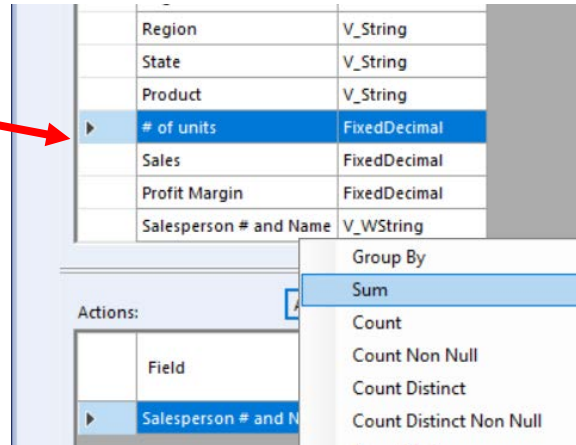 Region V_String
State V_String
Product V_String
# of units FixedDecimal
Sales FixedDecimal
Profit Margin FixedDecimal
Salesperson # and Name V_WString
Group By
Sum
Actions:
Count
Count Non Null
Field
Count Distinct
Salesperson # and
Count Distinct Non Null